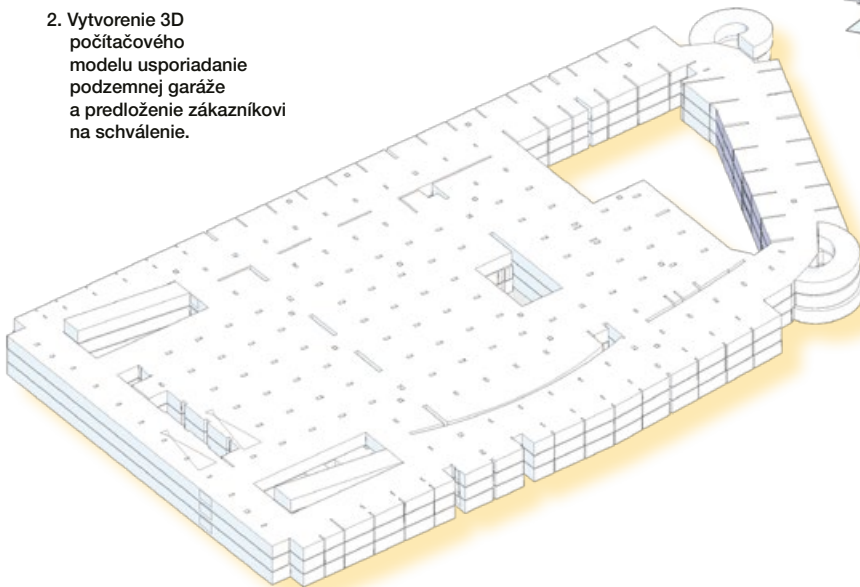 2. Vytvorenie 3D
počítačového
modelu usporiadanie
podzemnej garáže
a predloženie zákazníkovi
na schválenie.